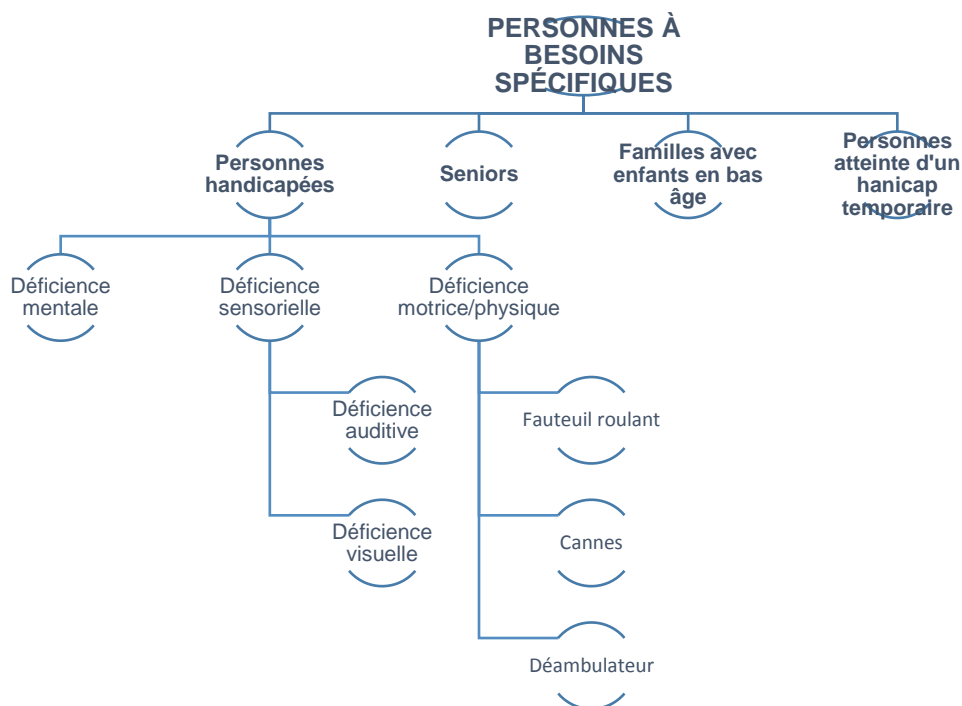 PERSONNES À
BESOINS
SPÉCIFIQUES
Personnes
handicapées
Seniors
Familles avec
enfants en bas
âge
Personnes
atteinte d'un
hanicap
temporaire
Déficience
mentale
Déficience
sensorielle
Déficience
motrice/physique
Déficience
auditive
Déficience
visuelle
Fauteuil roulant
Cannes
Déambulateur